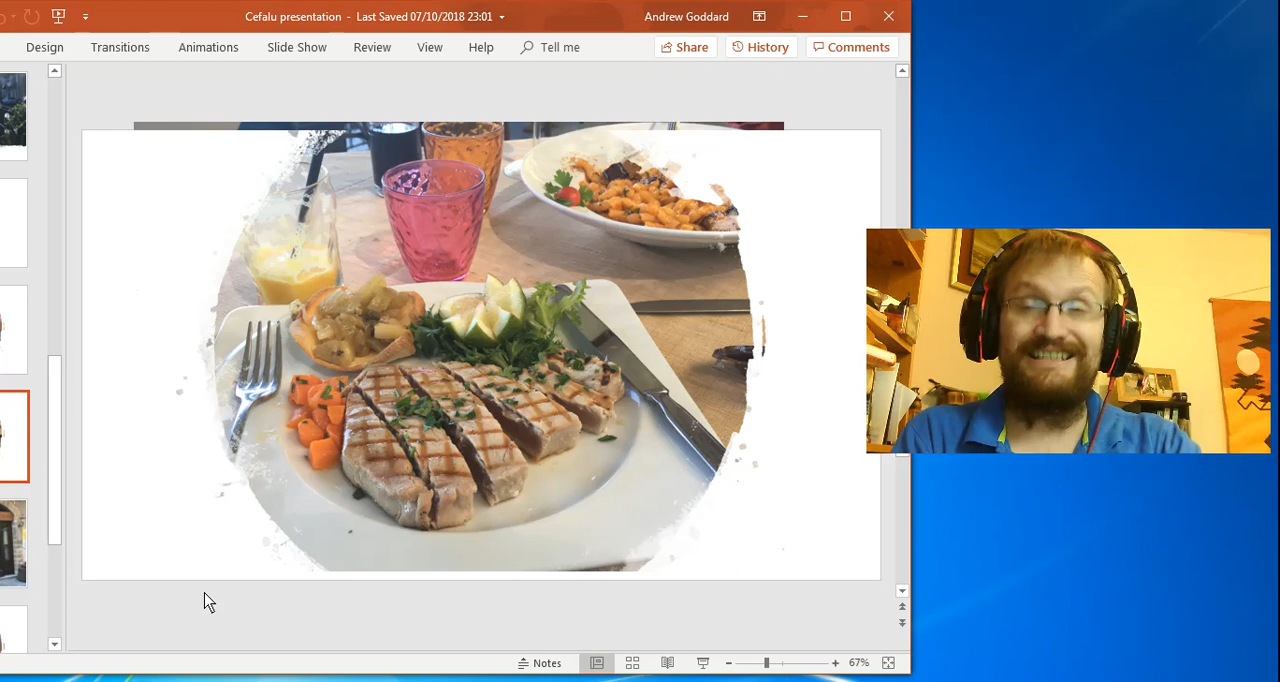 Cefalu presentation - Last Saved 07/10/2018 23:01
Andrew Goddard
Design Transitions Animations Slide Show Review View Help Tell me Share History Comments
Notes 67%